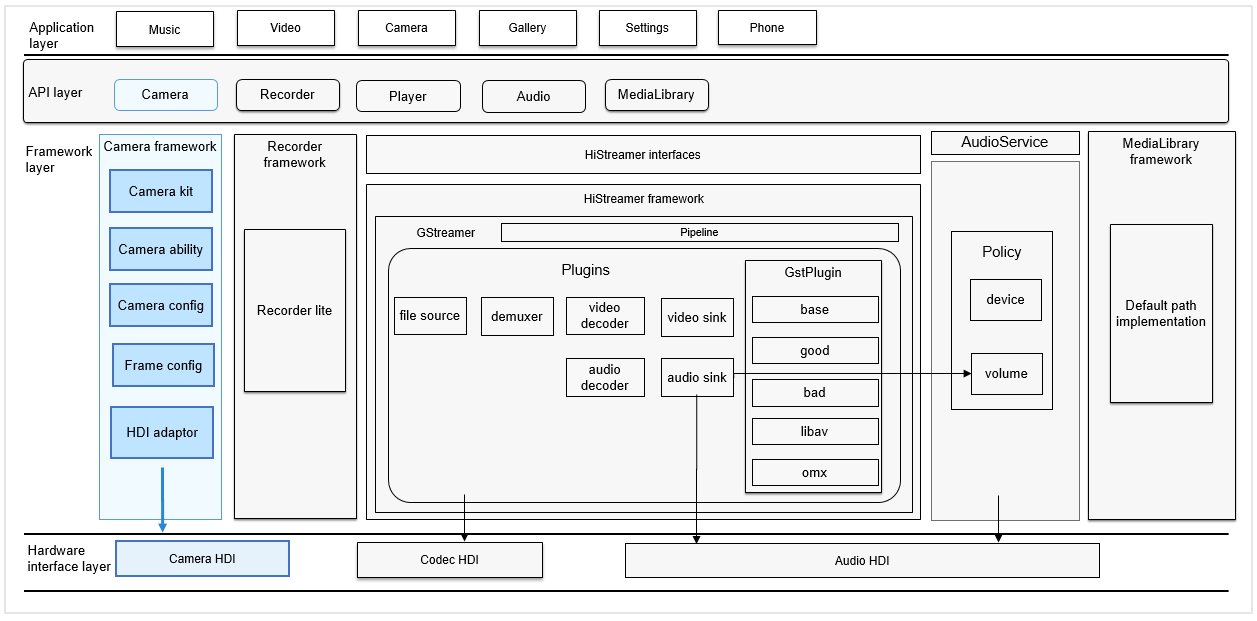 Application
layer
Music
Video
Camera
Gallery
Settings
Phone
API layer
Camera
Recorder
Player
Audio
MediaLibrary
Framework
layer
Camera framework
Camera kit
Camera ability
Camera config
Frame config
HDI adaptor
Recorder
framework
Recorder lite
HiStreamer interfaces
HiStreamer framework
GStreamer
Pipeline
Plugins
file source
demuxer
video
decoder
video sink
audio
decoder
audio sink
GstPlugin
base
good
bad
libav
omx
AudioService
Policy
device
volume
MediaLibrary
framework
Default path
implementation
Hardware
interface layer
Camera HDI
Codec HDI
Audio HDI